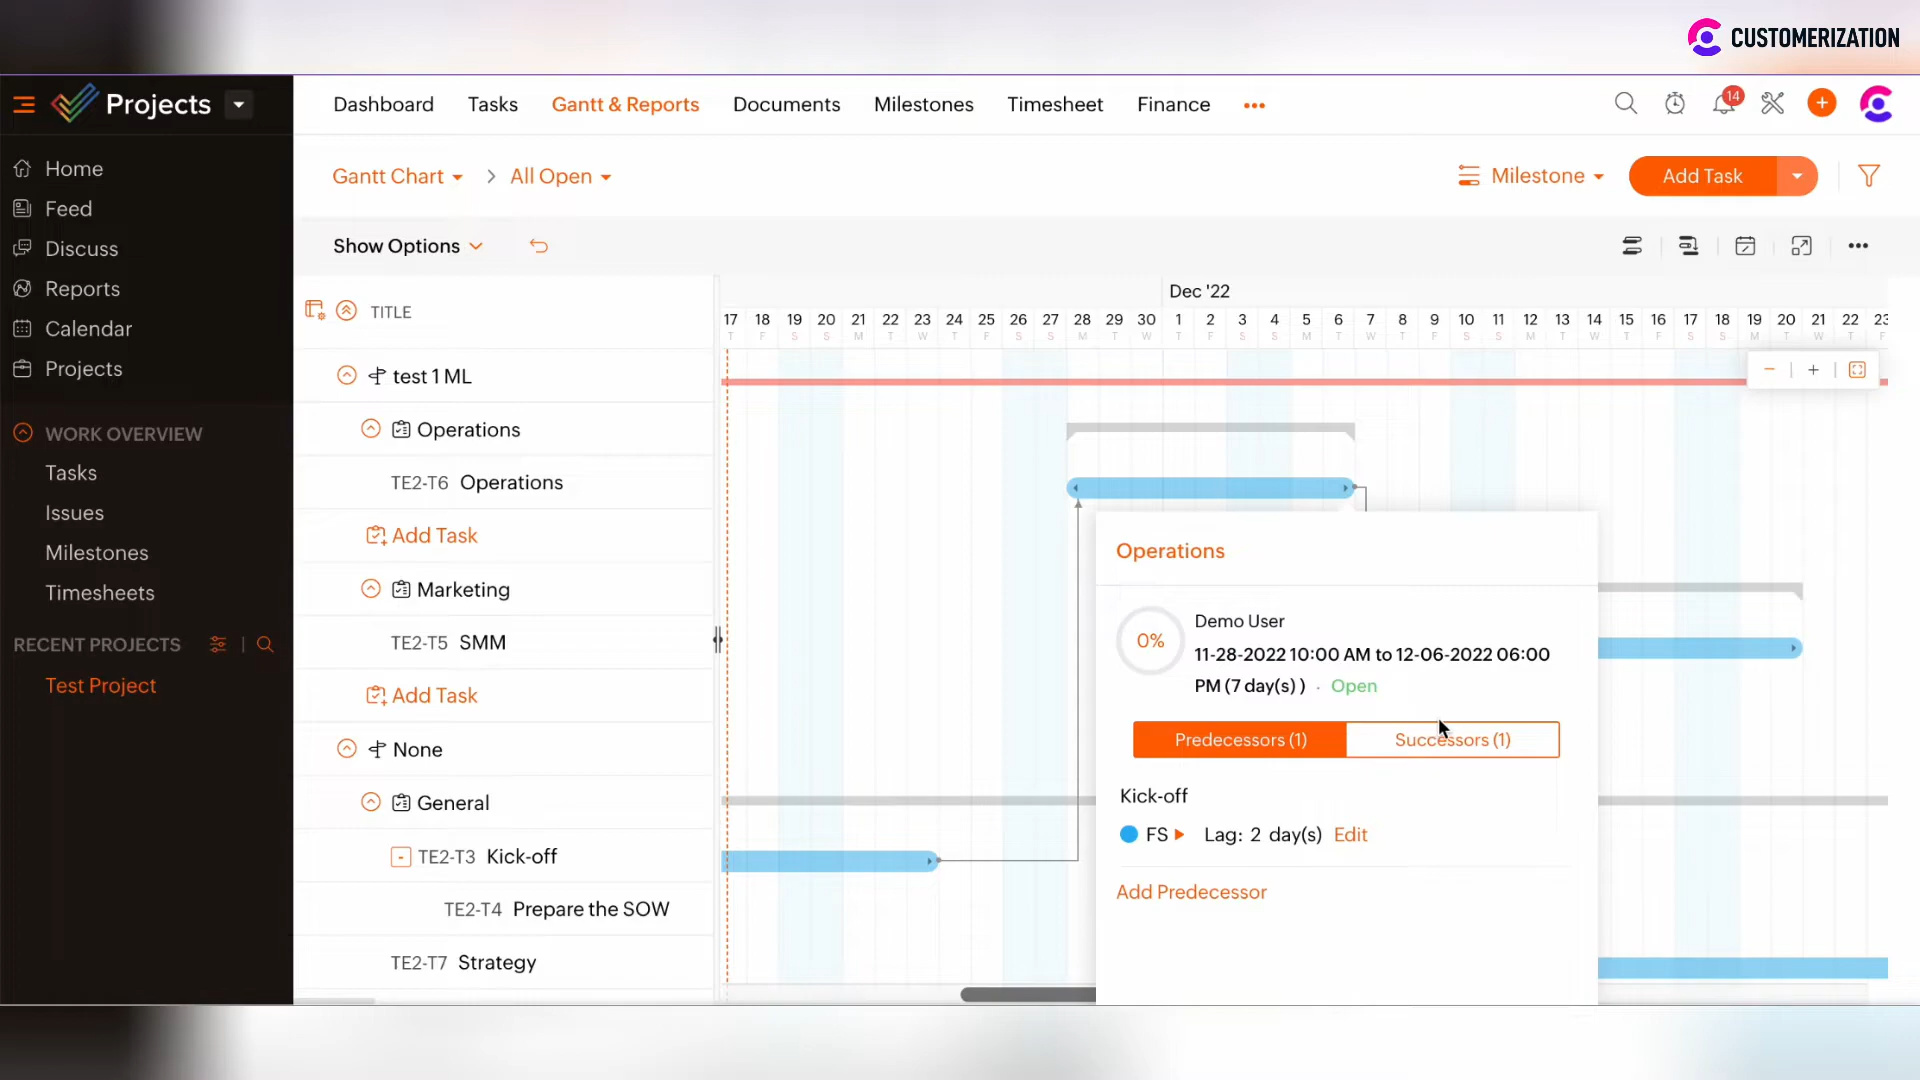 CUSTOMERIZATION
Projects
Dashboard Tasks Gantt & Reports Documents Milestones Timesheet Finance
14
Home
Feed
Discuss
Reports
Calendar
Projects
WORK OVERVIEW
Tasks
Issues
Milestones
Timesheets
RECENT PROJECTS
Test Project
Gantt Chart > All Open
Milestone
Add Task
Show Options
TITLE
Dec '22
17 18 19 20 21 22 23 24 25 26 27 28 29 30 1 2 3 4 5 6 7 8 9 10 11 12 13 14 15 16 17 18 19 20 21 22 23
T F S S M T W T F S S M T W T F S S M T W T F S S M T W T F S S M T W T F
test 1 ML
Operations
TE2-T6 Operations
Add Task
Marketing
TE2-T5 SMM
Add Task
None
General
TE2-T3 Kick-off
TE2-T4 Prepare the SOW
TE2-T7 Strategy
Operations
0%
Demo User
11-28-2022 10:00 AM to 12-06-2022 06:00
PM (7 day(s) ) · Open
Predecessors (1) Successors (1)
Kick-off
FS Lag: 2 day(s) Edit
Add Predecessor